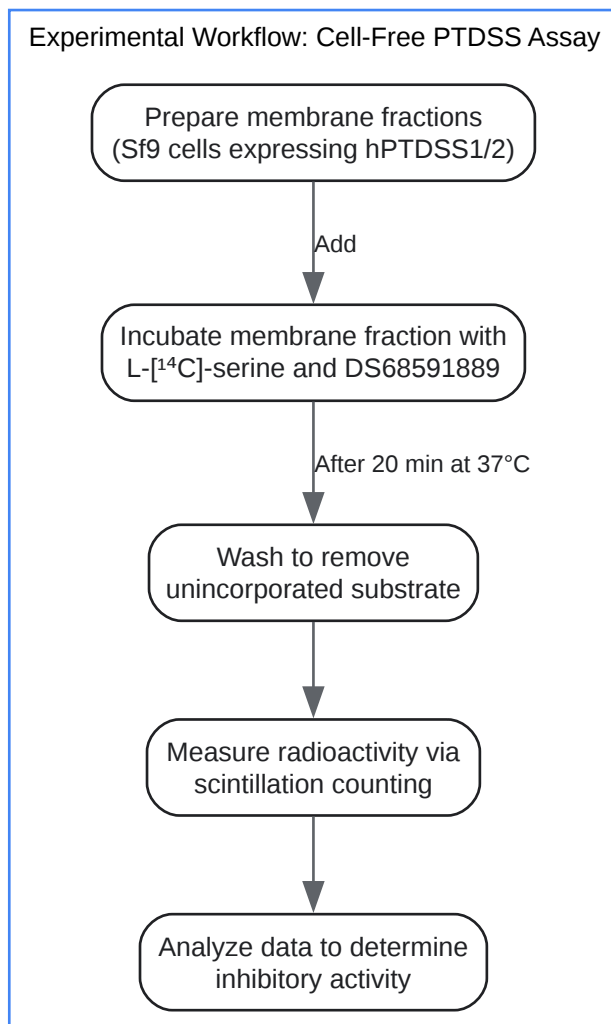 Experimental Workflow: Cell-Free PTDSS Assay
Prepare membrane fractions
(Sf9 cells expressing hPTDSS1/2)
Add
Incubate membrane fraction with
L-[¹⁴C]-serine and DS68591889
After 20 min at 37°C
Wash to remove
unincorporated substrate
Measure radioactivity via
scintillation counting
Analyze data to determine
inhibitory activity